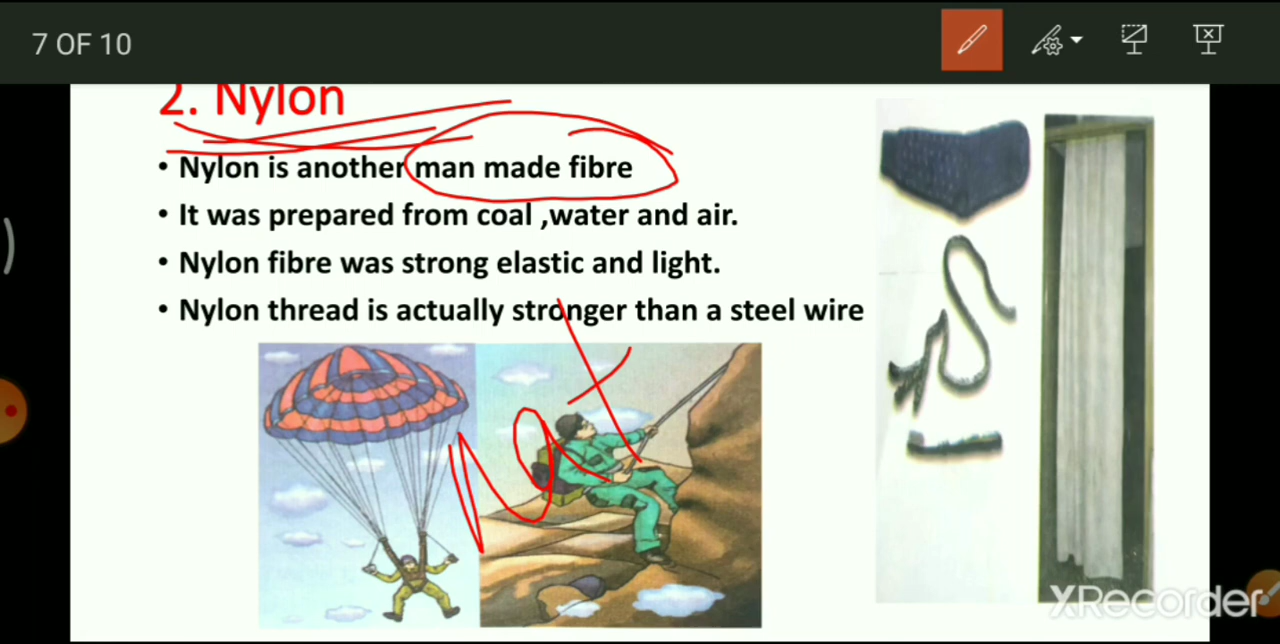 7 OF 10
2. Nylon
• Nylon is another man made fibre
• It was prepared from coal ,water and air.
• Nylon fibre was strong elastic and light.
• Nylon thread is actually stronger than a steel wire
Nat
XRecorder